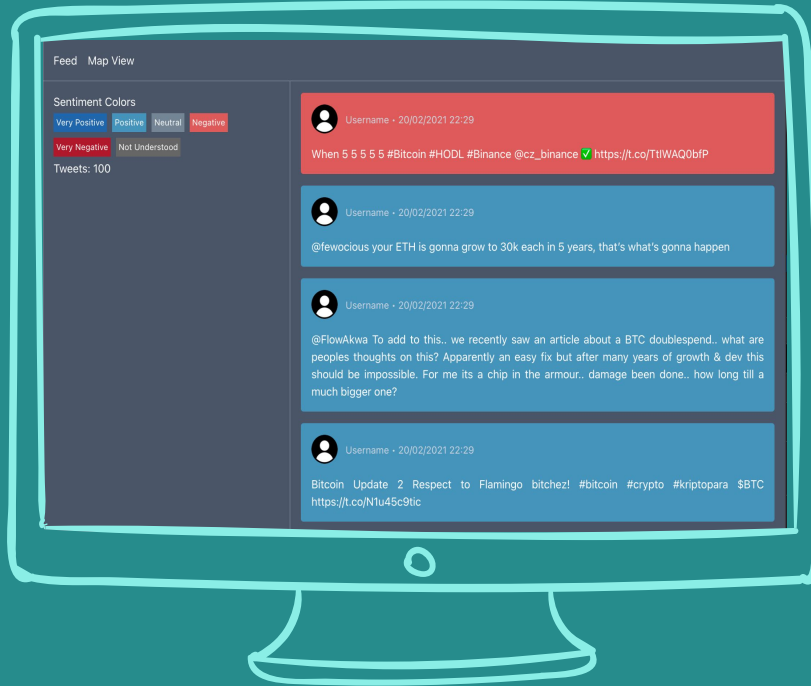 Feed Map View
Sentiment Colors
Very Positive Positive Neutral Negative
Very Negative Not Understood
Tweets: 100
Username • 20/02/2021 22:29
When 5 5 5 5 5 #Bitcoin #HODL #Binance @cz_binance ✅ https://t.co/TtIWAQ0bfP
Username • 20/02/2021 22:29
@fewocious your ETH is gonna grow to 30k each in 5 years, that's what's gonna happen
Username • 20/02/2021 22:29
@FlowAkwa To add to this.. we recently saw an article about a BTC doublespend.. what are
peoples thoughts on this? Apparently an easy fix but after many years of growth & dev this
should be impossible. For me its a chip in the armour.. damage been done.. how long till a
much bigger one?
Username • 20/02/2021 22:29
Bitcoin Update 2 Respect to Flamingo bitchez! #bitcoin #crypto #kriptopara $BTC
https://t.co/N1u45c9tic